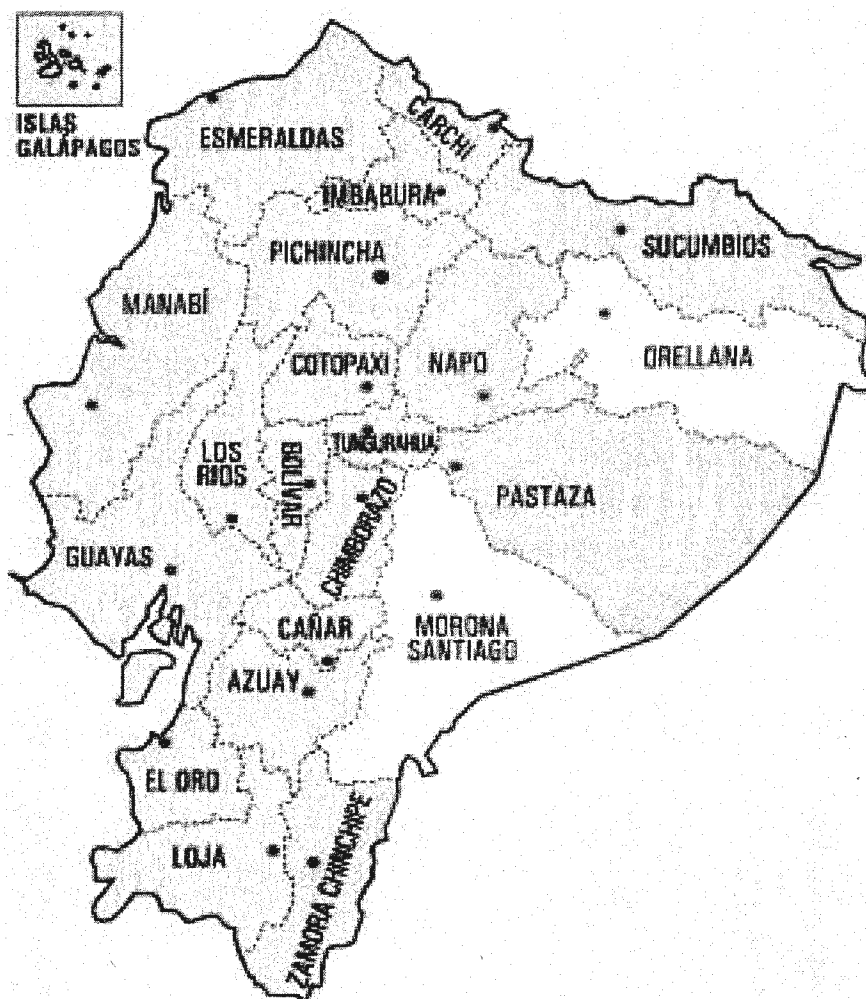 ISLAS
GALÁPAGOS
ESMERALDAS
CARCHI
IMBABURA
PICHINCHA
SUCUMBIOS
MANABÍ
COTOPAXI
NAPO
ORELLANA
TUNGURAHUA
LOS
RIOS
BOLIVAR
CHIMBORAZO
PASTAZA
GUAYAS
CAÑAR
MORONA
SANTIAGO
AZUAY
EL ORO
LOJA
ZAMORA CHINCHIPE